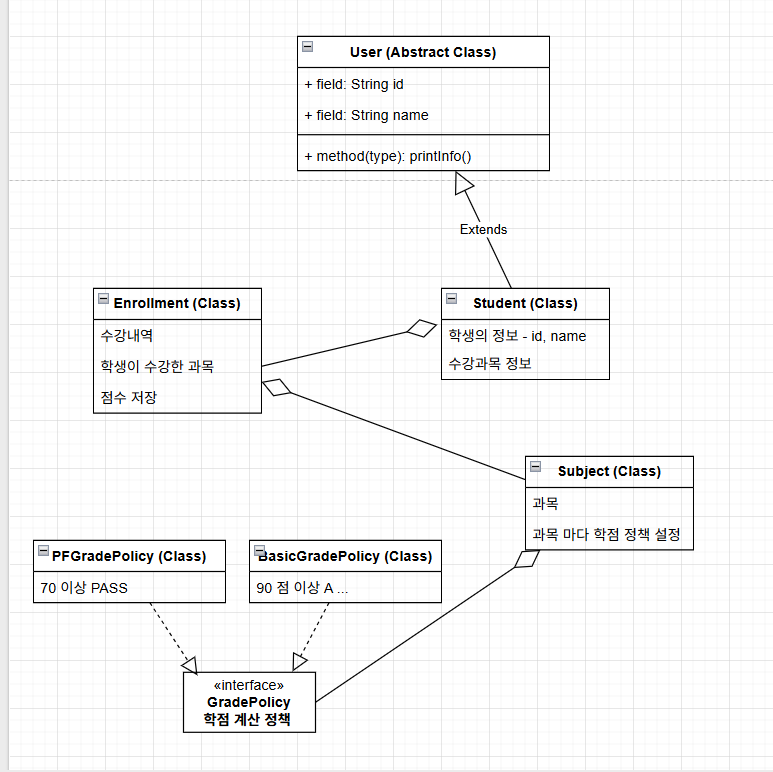 User (Abstract Class)
+ field: String id
+ field: String name
+ method(type): printInfo()
Extends
Enrollment (Class)
수강내역
학생이 수강한 과목
점수 저장
Student (Class)
학생의 정보 - id, name
수강과목 정보
Subject (Class)
과목
과목 마다 학점 정책 설정
PFGradePolicy (Class)
70 이상 PASS
BasicGradePolicy (Class)
90 점 이상 A ...
«interface»
GradePolicy
학점 계산 정책